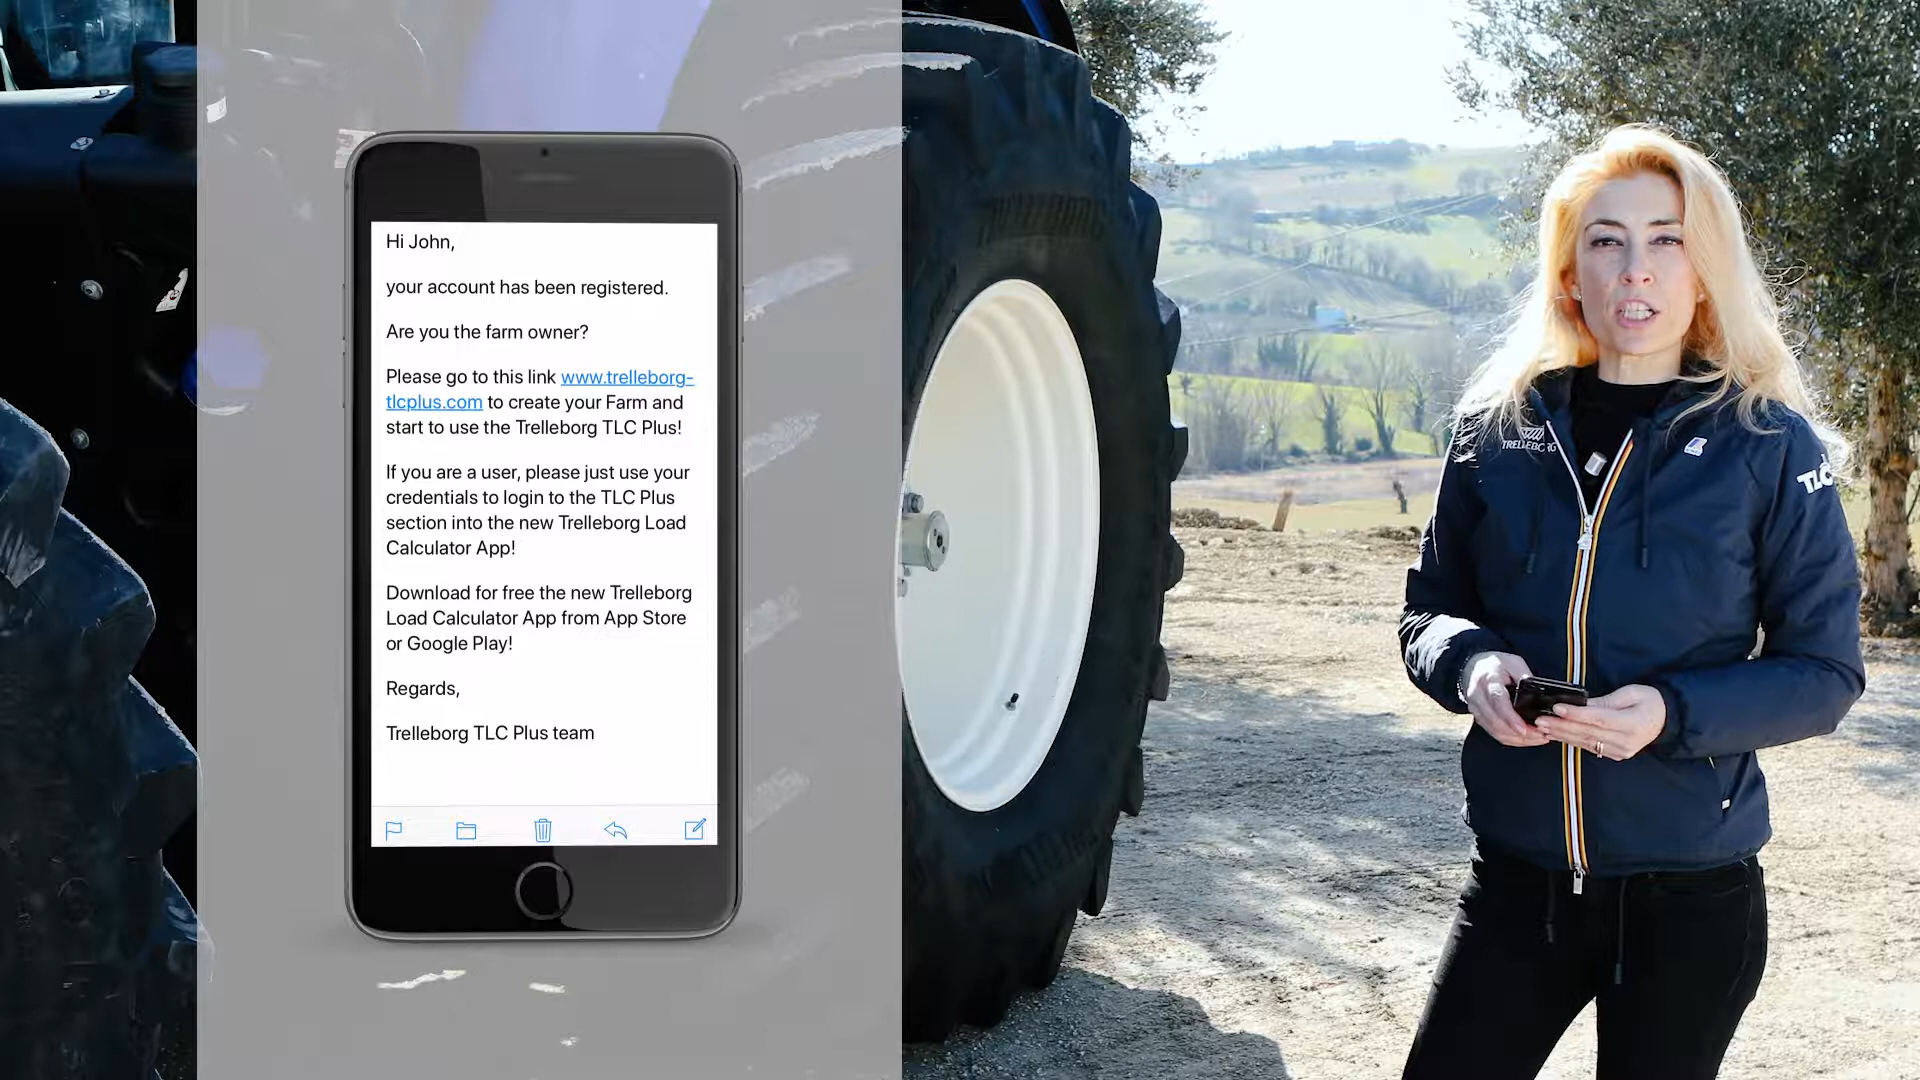 Hi John,
your account has been registered.
Are you the farm owner?
Please go to this link www.trelleborg-
tlcplus.com to create your Farm and
start to use the Trelleborg TLC Plus!
If you are a user, please just use your
credentials to login to the TLC Plus
section into the new Trelleborg Load
Calculator App!
Download for free the new Trelleborg
Load Calculator App from App Store
or Google Play!
Regards,
Trelleborg TLC Plus team
TRELLEBORG
TRELLEBORG
TLC